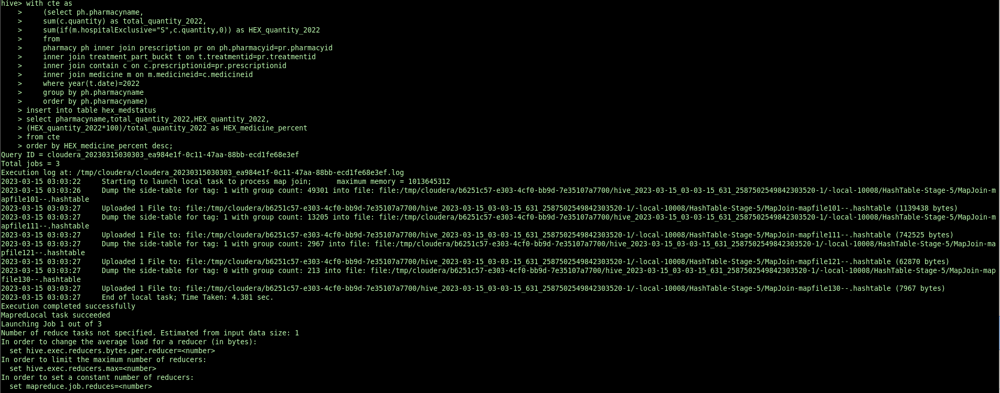 hive> with cte as
    >     (select ph.pharmacyname,
    >     sum(c.quantity) as total_quantity_2022,
    >     sum(if(m.hospitalExclusive="S",c.quantity,0)) as HEX_quantity_2022
    >     from
    >     pharmacy ph inner join prescription pr on ph.pharmacyid=pr.pharmacyid
    >     inner join treatment_part_buckt t on t.treatmentid=pr.treatmentid
    >     inner join contain c on c.prescriptionid=pr.prescriptionid
    >     inner join medicine m on m.medicineid=c.medicineid
    >     where year(t.date)=2022
    >     group by ph.pharmacyname
    >     order by ph.pharmacyname)
    > insert into table hex_medstatus
    > select pharmacyname,total_quantity_2022,HEX_quantity_2022,
    > (HEX_quantity_2022*100)/total_quantity_2022 as HEX_medicine_percent
    > from cte
    > order by HEX_medicine_percent desc;
Query ID = cloudera_20230315030303_ea984e1f-0c11-47aa-88bb-ecd1fe68e3ef
Total jobs = 3
Execution log at: /tmp/cloudera/cloudera_20230315030303_ea984e1f-0c11-47aa-88bb-ecd1fe68e3ef.log
2023-03-15 03:03:22     Starting to launch local task to process map join;      maximum memory = 1013645312
2023-03-15 03:03:26     Dump the side-table for tag: 1 with group count: 49301 into file: file:/tmp/cloudera/b6251c57-e303-4cf0-bb9d-7e35107a7700/hive_2023-03-15_03-03-15_631_2587502549842303520-1/-local-10008/HashTable-Stage-5/MapJoin-m
apfile101--.hashtable
2023-03-15 03:03:27     Uploaded 1 File to: file:/tmp/cloudera/b6251c57-e303-4cf0-bb9d-7e35107a7700/hive_2023-03-15_03-03-15_631_2587502549842303520-1/-local-10008/HashTable-Stage-5/MapJoin-mapfile101--.hashtable (1139438 bytes)
2023-03-15 03:03:27     Dump the side-table for tag: 1 with group count: 13205 into file: file:/tmp/cloudera/b6251c57-e303-4cf0-bb9d-7e35107a7700/hive_2023-03-15_03-03-15_631_2587502549842303520-1/-local-10008/HashTable-Stage-5/MapJoin-m
apfile111--.hashtable
2023-03-15 03:03:27     Uploaded 1 File to: file:/tmp/cloudera/b6251c57-e303-4cf0-bb9d-7e35107a7700/hive_2023-03-15_03-03-15_631_2587502549842303520-1/-local-10008/HashTable-Stage-5/MapJoin-mapfile111--.hashtable (742525 bytes)
2023-03-15 03:03:27     Dump the side-table for tag: 1 with group count: 2967 into file: file:/tmp/cloudera/b6251c57-e303-4cf0-bb9d-7e35107a7700/hive_2023-03-15_03-03-15_631_2587502549842303520-1/-local-10008/HashTable-Stage-5/MapJoin-ma
pfile121--.hashtable
2023-03-15 03:03:27     Uploaded 1 File to: file:/tmp/cloudera/b6251c57-e303-4cf0-bb9d-7e35107a7700/hive_2023-03-15_03-03-15_631_2587502549842303520-1/-local-10008/HashTable-Stage-5/MapJoin-mapfile121--.hashtable (62870 bytes)
2023-03-15 03:03:27     Dump the side-table for tag: 0 with group count: 213 into file: file:/tmp/cloudera/b6251c57-e303-4cf0-bb9d-7e35107a7700/hive_2023-03-15_03-03-15_631_2587502549842303520-1/-local-10008/HashTable-Stage-5/MapJoin-map
file130--.hashtable
2023-03-15 03:03:27     Uploaded 1 File to: file:/tmp/cloudera/b6251c57-e303-4cf0-bb9d-7e35107a7700/hive_2023-03-15_03-03-15_631_2587502549842303520-1/-local-10008/HashTable-Stage-5/MapJoin-mapfile130--.hashtable (7967 bytes)
2023-03-15 03:03:27     End of local task; Time Taken: 4.381 sec.
Execution completed successfully
MapredLocal task succeeded
Launching Job 1 out of 3
Number of reduce tasks not specified. Estimated from input data size: 1
In order to change the average load for a reducer (in bytes):
  set hive.exec.reducers.bytes.per.reducer=<number>
In order to limit the maximum number of reducers:
  set hive.exec.reducers.max=<number>
In order to set a constant number of reducers:
  set mapreduce.job.reduces=<number>